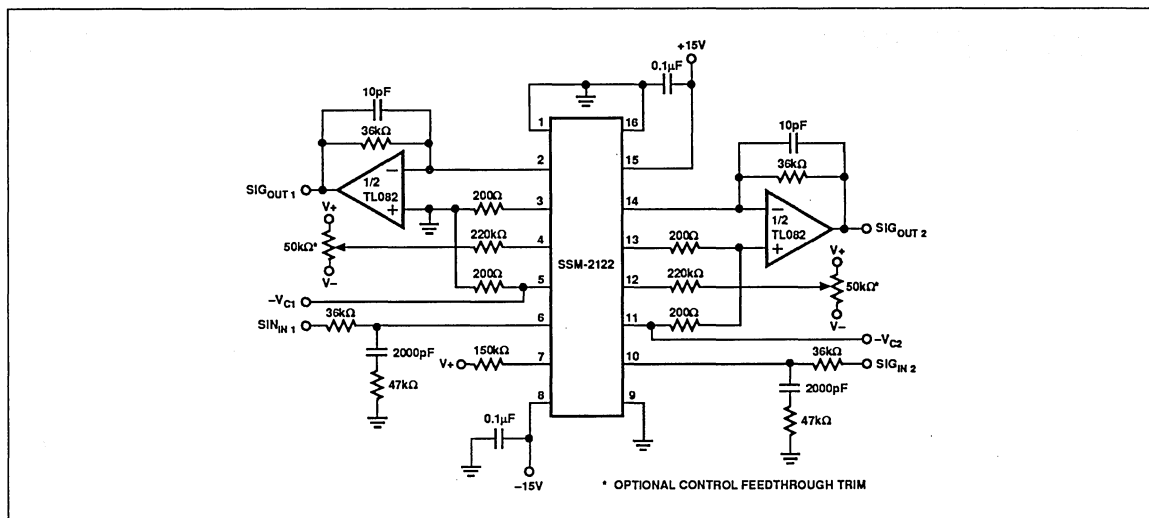 +15V
0.1µF
10pF
36kΩ
1
16
10pF
36kΩ
2
15
1/2
TL082
−
+
SIGOUT 1
V+
50kΩ*
V–
200Ω
3
14
−
+
1/2
TL082
SIGOUT 2
220kΩ
4
13
200Ω
SSM-2122
200Ω
5
12
220kΩ
V+
50kΩ*
V–
–VC1
11
200Ω
–VC2
SININ 1
36kΩ
6
10
36kΩ
SIGIN 2
2000pF
47kΩ
V+
150kΩ
7
2000pF
47kΩ
8
9
0.1µF
–15V
* OPTIONAL CONTROL FEEDTHROUGH TRIM